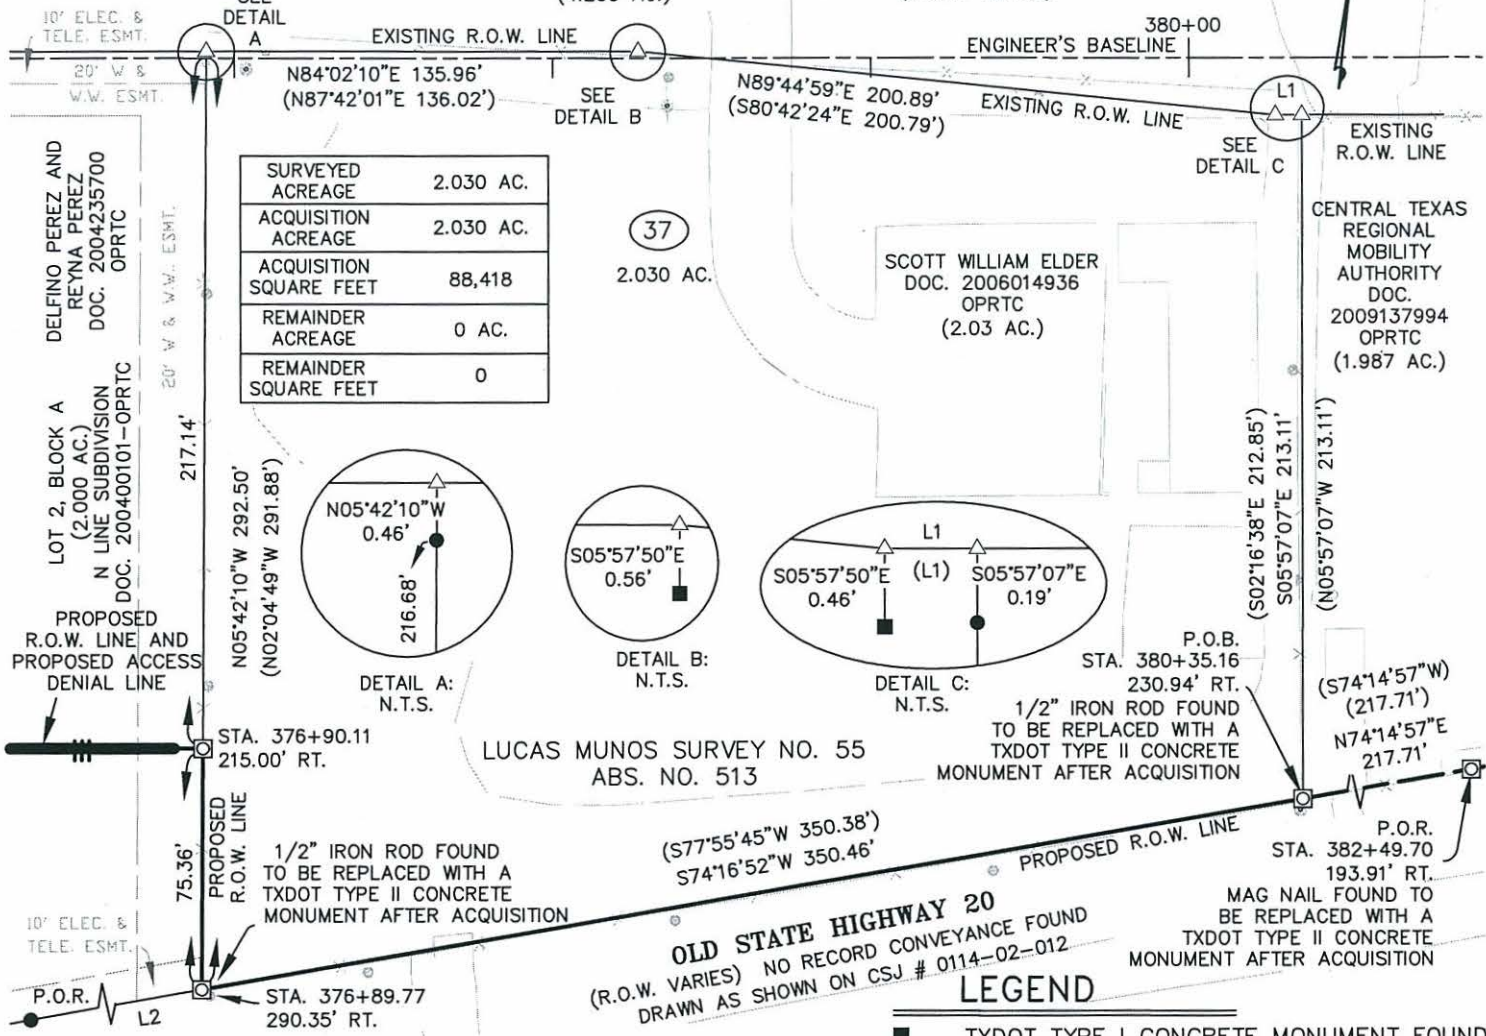 SEE
DETAIL
A
10' ELEC. &
TELE. ESMT.
20' W &
W.W. ESMT.
EXISTING R.O.W. LINE
N84°02'10"E 135.96'
(N87°42'01"E 136.02')
SEE
DETAIL B
N89°44'59"E 200.89'
(S80°42'24"E 200.79')
ENGINEER'S BASELINE
380+00
EXISTING R.O.W. LINE
L1
SEE
DETAIL C
EXISTING
R.O.W. LINE
DELFINO PEREZ AND
REYNA PEREZ
DOC. 2004235700
OPRTC
LOT 2, BLOCK A
(2.000 AC.)
N LINE SUBDIVISION
DOC. 200400101-OPRTC
20' W & W.W. ESMT.
217.14'
N05°42'10"W 292.50'
(N02°04'49"W 291.88')
SURVEYED
ACREAGE
2.030 AC.
ACQUISITION
ACREAGE
2.030 AC.
ACQUISITION
SQUARE FEET
88,418
REMAINDER
ACREAGE
0 AC.
REMAINDER
SQUARE FEET
0
37
2.030 AC.
SCOTT WILLIAM ELDER
DOC. 2006014936
OPRTC
(2.03 AC.)
CENTRAL TEXAS
REGIONAL
MOBILITY
AUTHORITY
DOC.
2009137994
OPRTC
(1.987 AC.)
(S02°16'38"E 212.85')
S05°57'07"E 213.11'
(N05°57'07"W 213.11')
N05°42'10"W
0.46'
216.68'
DETAIL A:
N.T.S.
S05°57'50"E
0.56'
DETAIL B:
N.T.S.
L1
(L1)
S05°57'50"E
0.46'
S05°57'07"E
0.19'
DETAIL C:
N.T.S.
PROPOSED
R.O.W. LINE AND
PROPOSED ACCESS
DENIAL LINE
STA. 376+90.11
215.00' RT.
LUCAS MUNOS SURVEY NO. 55
ABS. NO. 513
P.O.B.
STA. 380+35.16
230.94' RT.
1/2" IRON ROD FOUND
TO BE REPLACED WITH A
TXDOT TYPE II CONCRETE
MONUMENT AFTER ACQUISITION
(S74°14'57"W)
(217.71')
N74°14'57"E
217.71'
75.36'
PROPOSED
R.O.W. LINE
1/2" IRON ROD FOUND
TO BE REPLACED WITH A
TXDOT TYPE II CONCRETE
MONUMENT AFTER ACQUISITION
(S77°55'45"W 350.38')
S74°16'52"W 350.46'
PROPOSED R.O.W. LINE
P.O.R.
STA. 382+49.70
193.91' RT.
MAG NAIL FOUND TO
BE REPLACED WITH A
TXDOT TYPE II CONCRETE
MONUMENT AFTER ACQUISITION
10' ELEC. &
TELE. ESMT.
P.O.R.
L2
STA. 376+89.77
290.35' RT.
OLD STATE HIGHWAY 20
(R.O.W. VARIES) NO RECORD CONVEYANCE FOUND
DRAWN AS SHOWN ON CSJ # 0114-02-012
LEGEND
TXDOT TYPE I CONCRETE MONUMENT FOUND